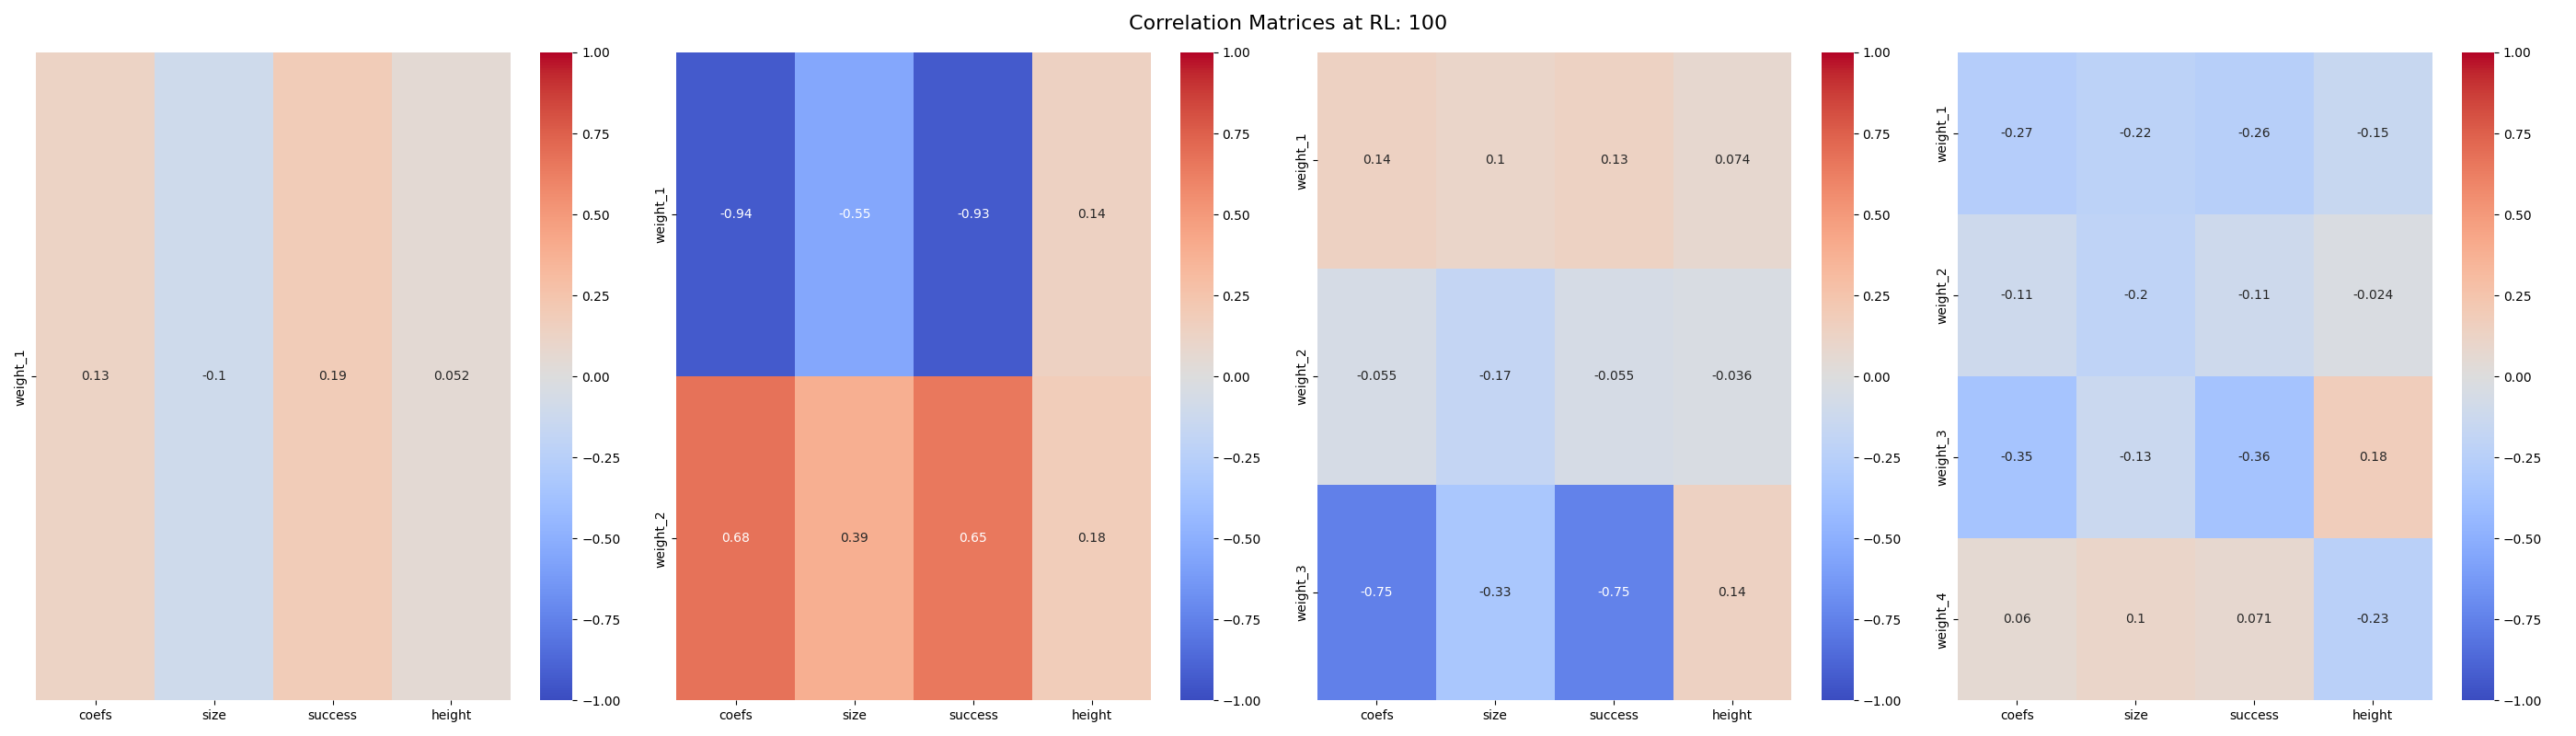 Correlation Matrices at RL: 100
weight_1
0.13 -0.1 0.19 0.052
coefs size success height
1.00
0.75
0.50
0.25
0.00
−0.25
−0.50
−0.75
−1.00
weight_1
-0.94 -0.55 -0.93 0.14
weight_2
0.68 0.39 0.65 0.18
coefs size success height
1.00
0.75
0.50
0.25
0.00
−0.25
−0.50
−0.75
−1.00
weight_1
0.14 0.1 0.13 0.074
weight_2
-0.055 -0.17 -0.055 -0.036
weight_3
-0.75 -0.33 -0.75 0.14
coefs size success height
1.00
0.75
0.50
0.25
0.00
−0.25
−0.50
−0.75
−1.00
weight_1
-0.27 -0.22 -0.26 -0.15
weight_2
-0.11 -0.2 -0.11 -0.024
weight_3
-0.35 -0.13 -0.36 0.18
weight_4
0.06 0.1 0.071 -0.23
coefs size success height
1.00
0.75
0.50
0.25
0.00
−0.25
−0.50
−0.75
−1.00